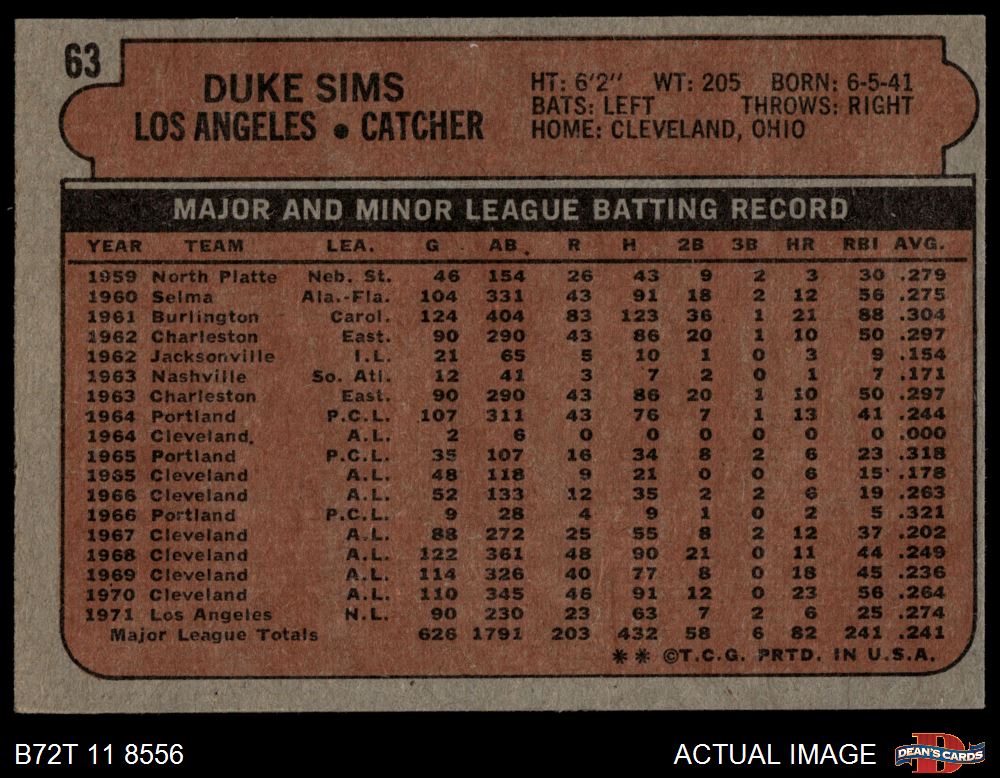 63
DUKE SIMS
LOS ANGELES • CATCHER
HT: 6'2" WT: 205 BORN: 6-5-41
BATS: LEFT THROWS: RIGHT
HOME: CLEVELAND, OHIO
MAJOR AND MINOR LEAGUE BATTING RECORD
YEAR TEAM LEA. G AB R H 2B 3B HR RBI AVG.
1959 North Platte Neb. St. 46 154 26 43 9 2 3 30 .279
1960 Selma Ala.-Fla. 104 331 43 91 18 2 12 56 .275
1961 Burlington Carol. 124 404 83 123 36 1 21 88 .304
1962 Charleston East. 90 290 43 86 20 1 10 50 .297
1962 Jacksonville I.L. 21 65 5 10 1 0 3 9 .154
1963 Nashville So. Atl. 12 41 3 7 2 0 1 7 .171
1963 Charleston East. 90 290 43 86 20 1 10 50 .297
1964 Portland P.C.L. 107 311 43 76 7 1 13 41 .244
1964 Cleveland A.L. 2 6 0 0 0 0 0 0 .000
1965 Portland P.C.L. 35 107 16 34 8 2 6 23 .318
1965 Cleveland A.L. 48 118 9 21 0 0 6 15 .178
1966 Cleveland A.L. 52 133 12 35 2 2 6 19 .263
1966 Portland P.C.L. 9 28 4 9 1 0 2 5 .321
1967 Cleveland A.L. 88 272 25 55 8 2 12 37 .202
1968 Cleveland A.L. 122 361 48 90 21 0 11 44 .249
1969 Cleveland A.L. 114 326 40 77 8 0 18 45 .236
1970 Cleveland A.L. 110 345 46 91 12 0 23 56 .264
1971 Los Angeles N.L. 90 230 23 63 7 2 6 25 .274
Major League Totals 626 1791 203 432 58 6 82 241 .241
** ©T.C.G. PRTD. IN U.S.A.
B72T 11 8556
ACTUAL IMAGE
DEAN'S CARDS